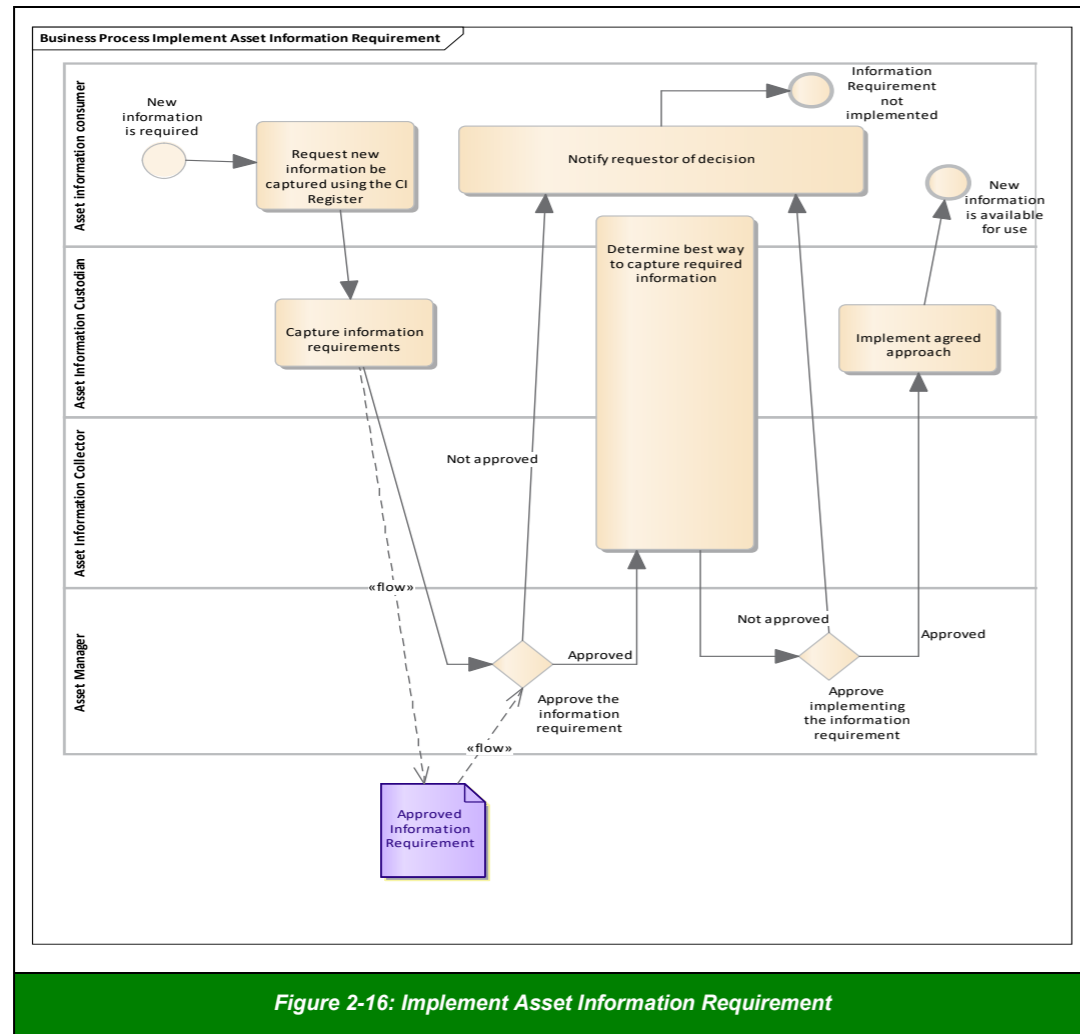 Business Process Implement Asset Information Requirement
Asset information consumer
New
information
is required
Request new
information be
captured using the CI
Register
Notify requestor of decision
Information
Requirement
not
implemented
New
information
is available
for use
Asset Information Custodian
Capture information
requirements
Determine best way
to capture required
information
Implement agreed
approach
Asset Information Collector
Not approved
«flow»
Asset Manager
Approved
Approve the
information
requirement
Not approved
Approved
Approve
implementing
the information
requirement
«flow»
Approved
Information
Requirement
Figure 2-16: Implement Asset Information Requirement